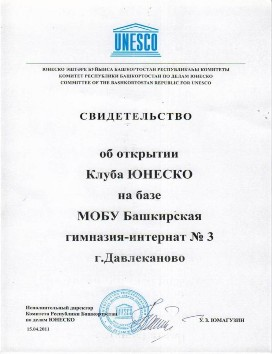 UNESCO
ЮНЕСКО ЭШТӘРЕ БУЙЫНСА БАШҠОРТОСТАН РЕСПУБЛИКАҺЫ КОМИТЕТЫ
КОМИТЕТ РЕСПУБЛИКИ БАШКОРТОСТАН ПО ДЕЛАМ ЮНЕСКО
COMMITTEE OF THE BASHKORTOSTAN REPUBLIC FOR UNESCO
СВИДЕТЕЛЬСТВО
об открытии
Клуба ЮНЕСКО
на базе
МОБУ Башкирская
гимназия-интернат № 3
г.Давлеканово
Исполнительный директор
Комитета Республики Башкортостан
по делам ЮНЕСКО
У. З. ЮМАГУЗИН
15.04.2011